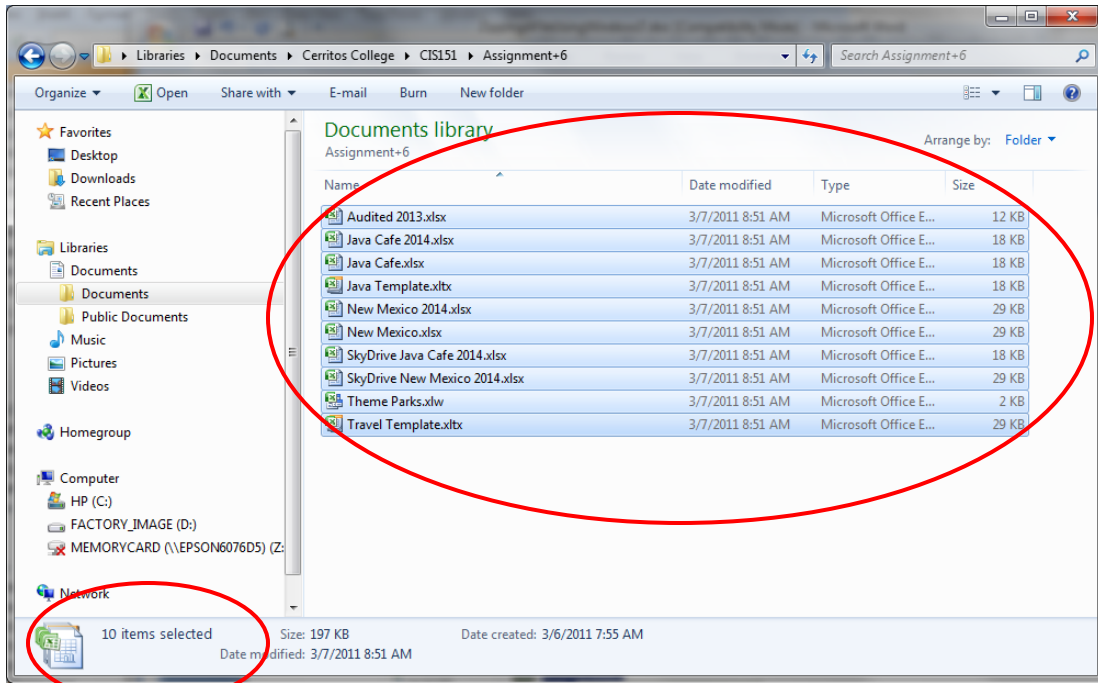 Libraries Documents Cerritos College CIS151 Assignment+6 Search Assignment+6
Organize Open Share with E-mail Burn New folder
Favorites
Desktop
Downloads
Recent Places
Libraries
Documents
Documents
Public Documents
Music
Pictures
Videos
Homegroup
Computer
HP (C:)
FACTORY_IMAGE (D:)
MEMORYCARD (\\EPSON6076D5) (Z:
Network
Documents library
Assignment+6
Arrange by: Folder
Name Date modified Type Size
Audited 2013.xlsx 3/7/2011 8:51 AM Microsoft Office E... 12 KB
Java Cafe 2014.xlsx 3/7/2011 8:51 AM Microsoft Office E... 18 KB
Java Cafe.xlsx 3/7/2011 8:51 AM Microsoft Office E... 18 KB
Java Template.xltx 3/7/2011 8:51 AM Microsoft Office E... 18 KB
New Mexico 2014.xlsx 3/7/2011 8:51 AM Microsoft Office E... 29 KB
New Mexico.xlsx 3/7/2011 8:51 AM Microsoft Office E... 29 KB
SkyDrive Java Cafe 2014.xlsx 3/7/2011 8:51 AM Microsoft Office E... 18 KB
SkyDrive New Mexico 2014.xlsx 3/7/2011 8:51 AM Microsoft Office E... 29 KB
Theme Parks.xlw 3/7/2011 8:51 AM Microsoft Office E... 2 KB
Travel Template.xltx 3/7/2011 8:51 AM Microsoft Office E... 29 KB
10 items selected Size: 197 KB Date created: 3/6/2011 7:55 AM
Date modified: 3/7/2011 8:51 AM